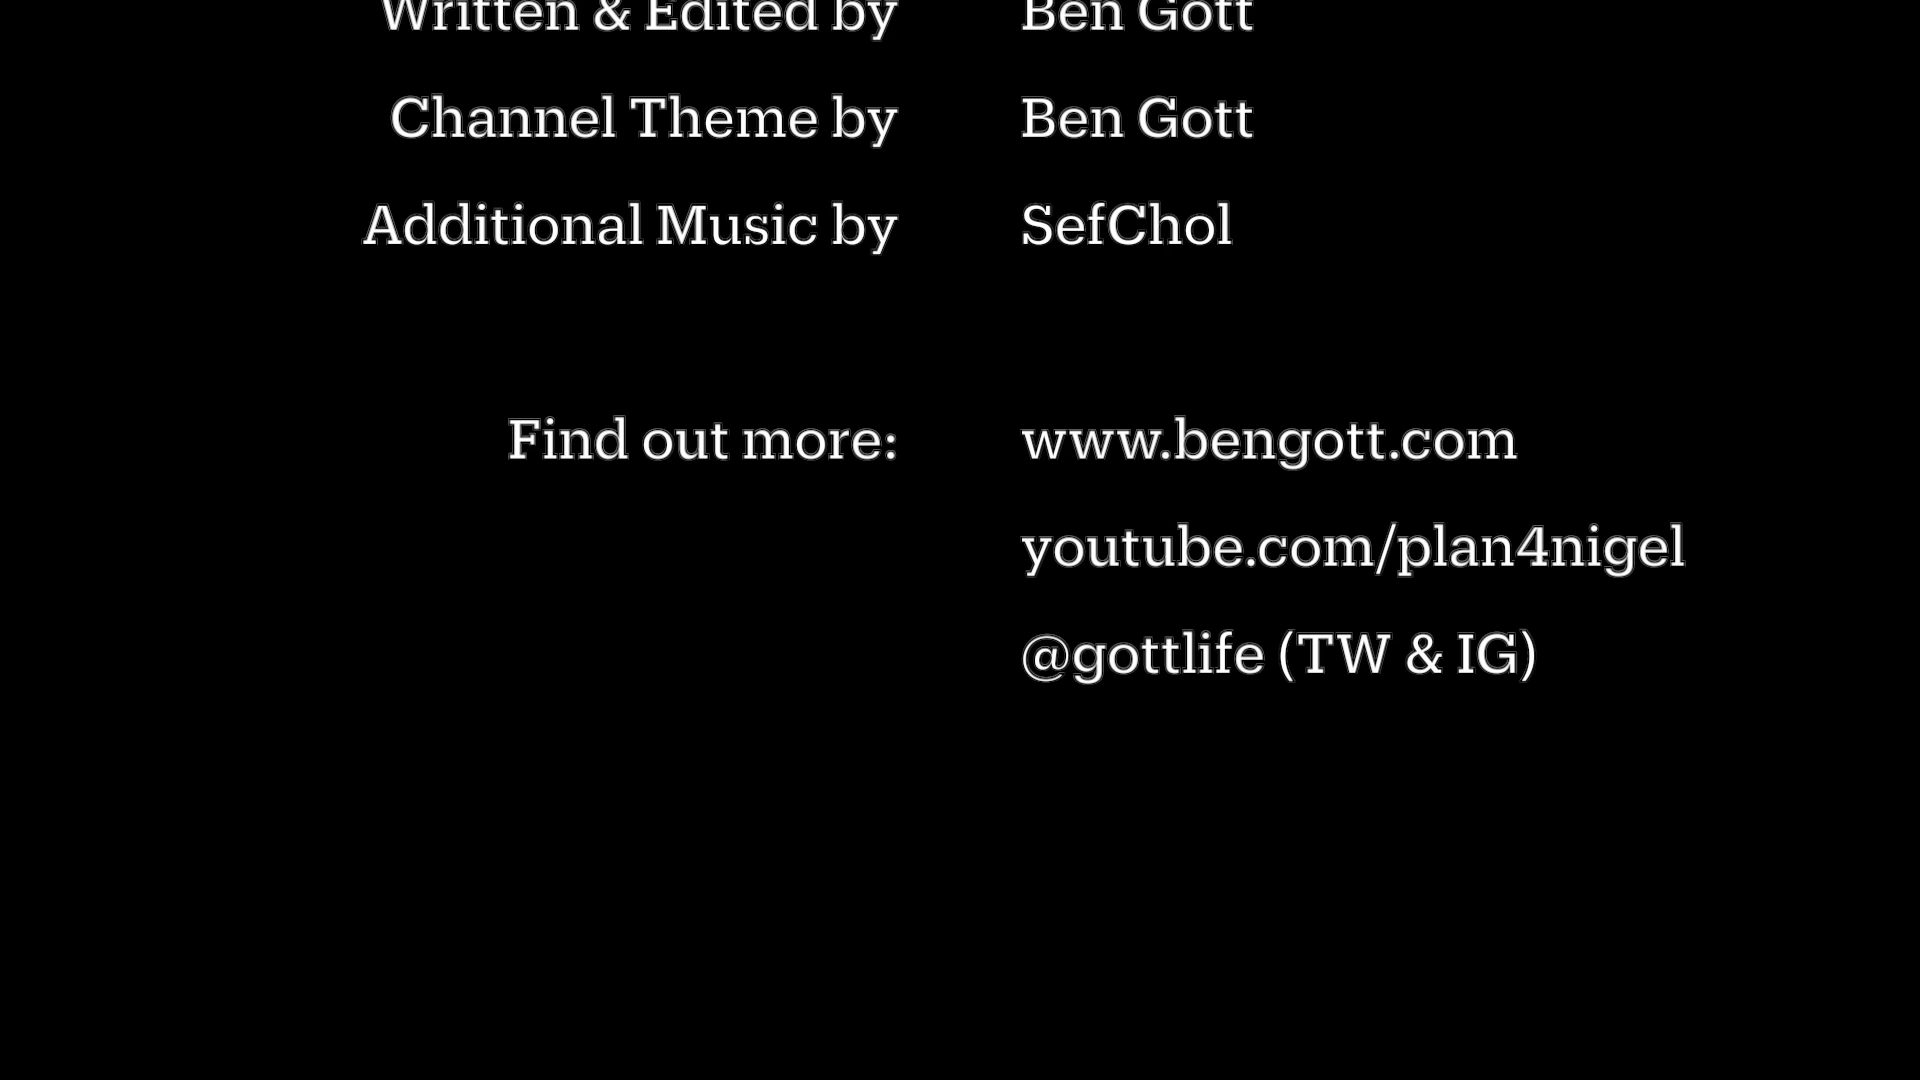 Written & Edited by Ben Gott
Channel Theme by Ben Gott
Additional Music by SefChol
Find out more: www.bengott.com
youtube.com/plan4nigel
@gottlife (TW & IG)